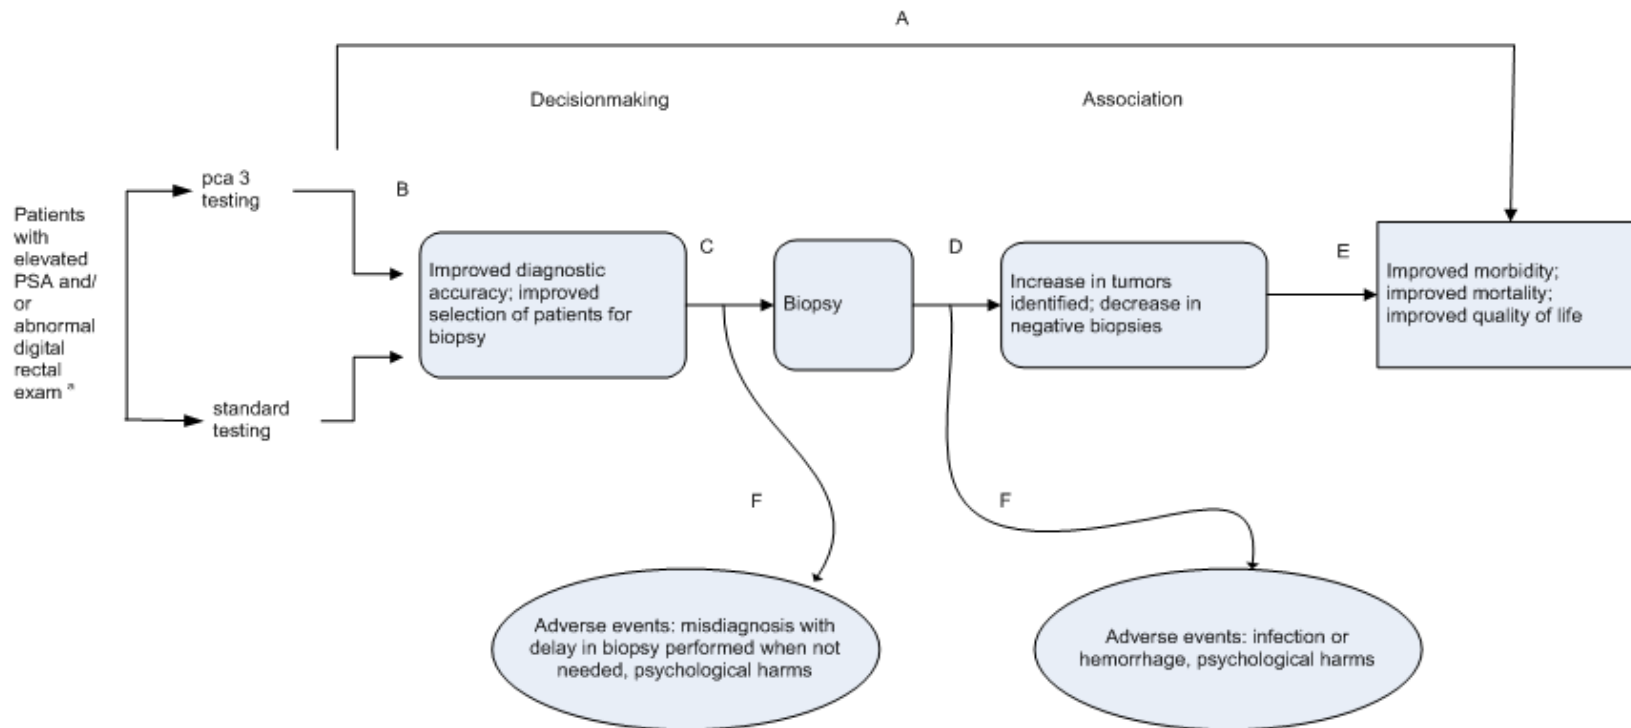 A
Decisionmaking
Association
Patients
with
elevated
PSA and/
or
abnormal
digital
rectal
exam a
pca 3
testing
standard
testing
B
Improved diagnostic
accuracy; improved
selection of patients for
biopsy
C
Biopsy
D
Increase in tumors
identified; decrease in
negative biopsies
E
Improved morbidity;
improved mortality;
improved quality of life
F
F
Adverse events: misdiagnosis with
delay in biopsy performed when not
needed, psychological harms
Adverse events: infection or
hemorrhage, psychological harms